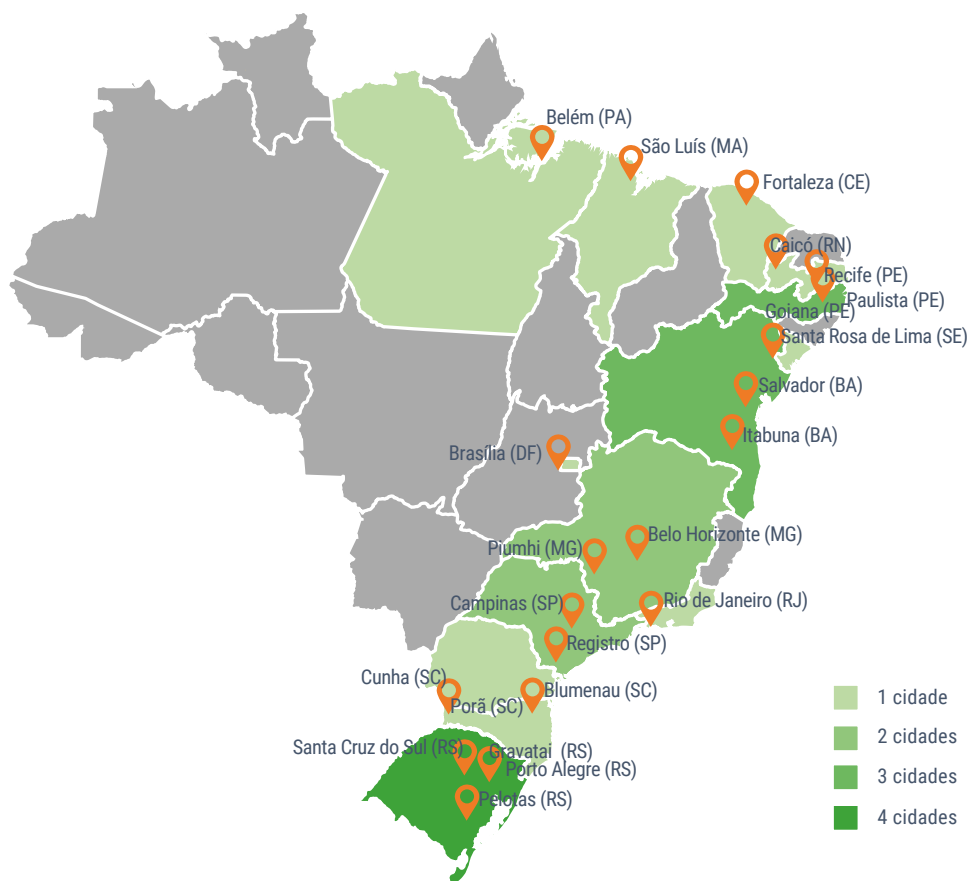 Belém (PA)
São Luís (MA)
Fortaleza (CE)
Caicó (RN)
Recife (PE)
Paulista (PE)
Goiana (PE)
Santa Rosa de Lima (SE)
Salvador (BA)
Itabuna (BA)
Brasília (DF)
Belo Horizonte (MG)
Piumhi (MG)
Campinas (SP)
Rio de Janeiro (RJ)
Registro (SP)
Cunha (SC)
Porã (SC)
Blumenau (SC)
Santa Cruz do Súl (RS)
Gravatai (RS)
Porto Alegre (RS)
Pelotas (RS)
1 cidade
2 cidades
3 cidades
4 cidades